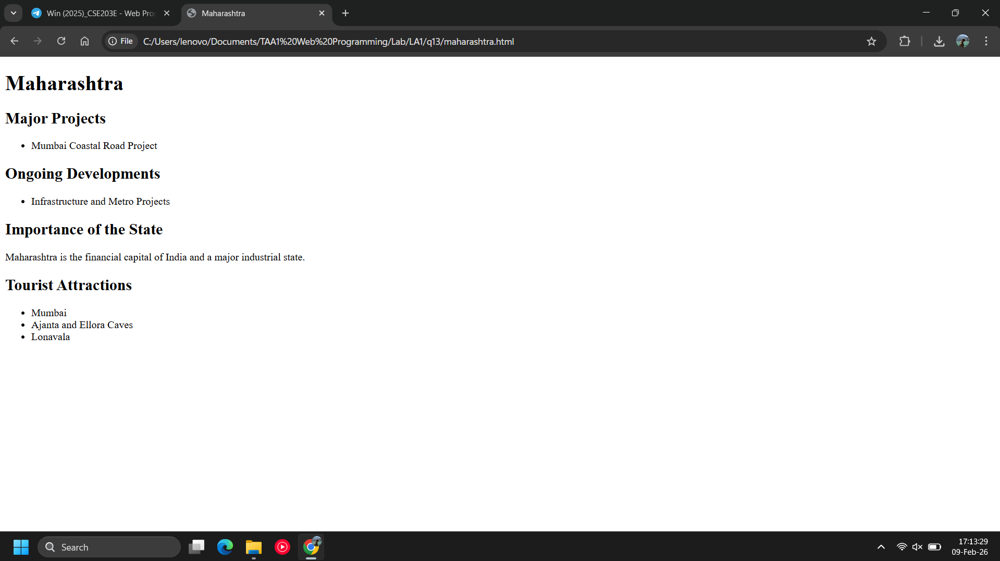 Win (2025)_CSE203E - Web Pro
Maharashtra
File
C:/Users/lenovo/Documents/TAA1%20Web%20Programming/Lab/LA1/q13/maharashtra.html
Maharashtra
Major Projects
• Mumbai Coastal Road Project
Ongoing Developments
• Infrastructure and Metro Projects
Importance of the State
Maharashtra is the financial capital of India and a major industrial state.
Tourist Attractions
• Mumbai
• Ajanta and Ellora Caves
• Lonavala
Search
17:13:29
09-Feb-26